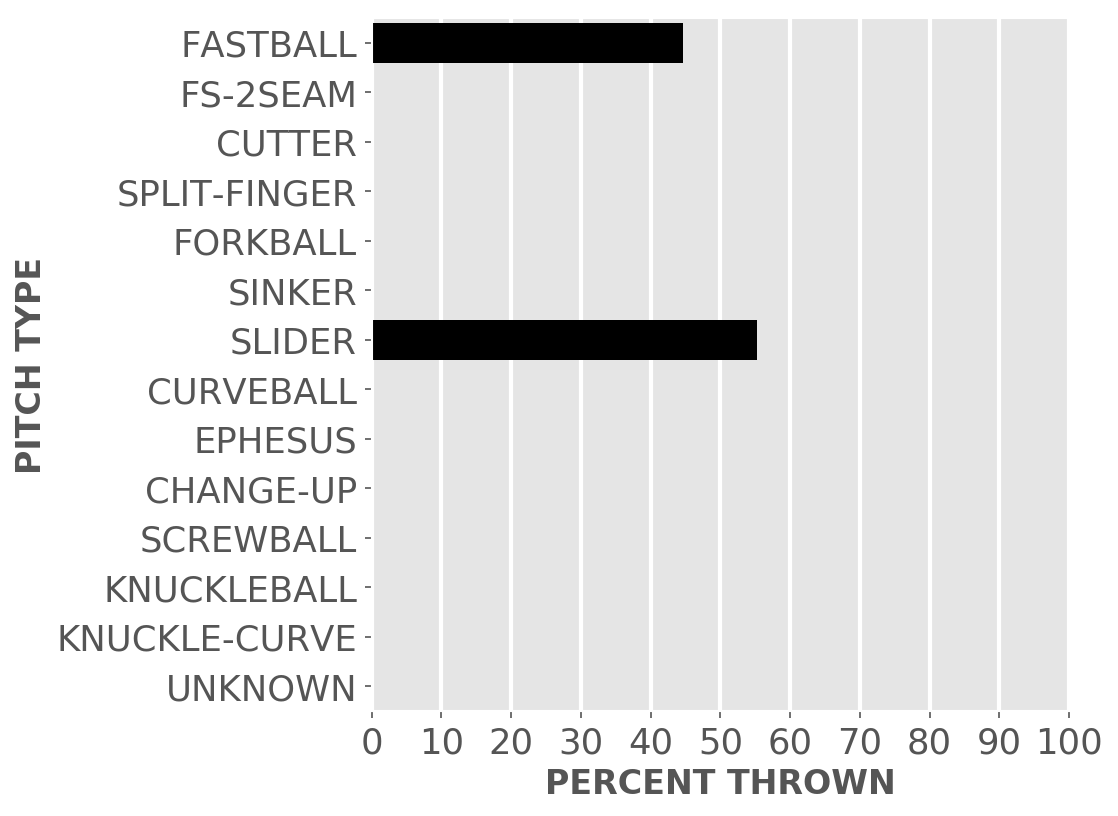 FASTBALL
FS-2SEAM
CUTTER
SPLIT-FINGER
FORKBALL
SINKER
SLIDER
CURVEBALL
EPHESUS
CHANGE-UP
SCREWBALL
KNUCKLEBALL
KNUCKLE-CURVE
UNKNOWN
PITCH TYPE
0 10 20 30 40 50 60 70 80 90 100
PERCENT THROWN